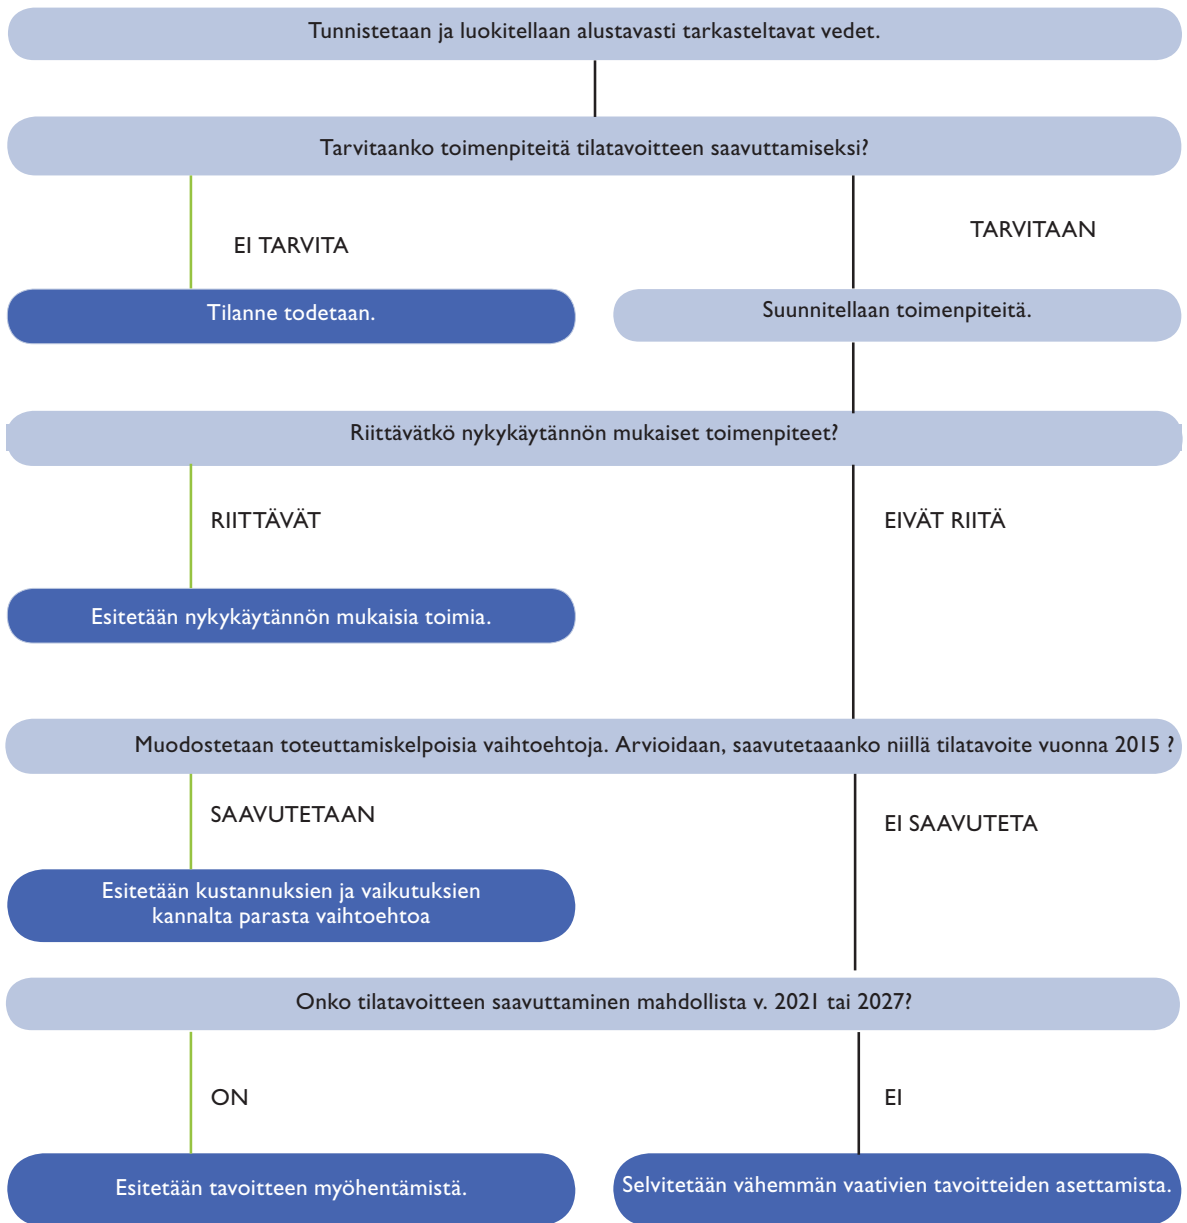 Tunnistetaan ja luokitellaan alustavasti tarkasteltavat vedet.
Tarvitaanko toimenpiteitä tilatavoitteen saavuttamiseksi?
EI TARVITA
TARVITAAN
Tilanne todetaan.
Suunnitellaan toimenpiteitä.
Riittävätkö nykykäytännön mukaiset toimenpiteet?
RIITTÄVÄT
EIVÄT RIITÄ
Esitetään nykykäytännön mukaisia toimia.
Muodostetaan toteuttamiskelpoisia vaihtoehtoja. Arvioidaan, saavutetaaanko niillä tilatavoite vuonna 2015 ?
SAAVUTETAAN
EI SAAVUTETA
Esitetään kustannuksien ja vaikutuksien
kannalta parasta vaihtoehtoa
Onko tilatavoitteen saavuttaminen mahdollista v. 2021 tai 2027?
ON
EI
Esitetään tavoitteen myöhentämistä.
Selvitetään vähemmän vaativien tavoitteiden asettamista.